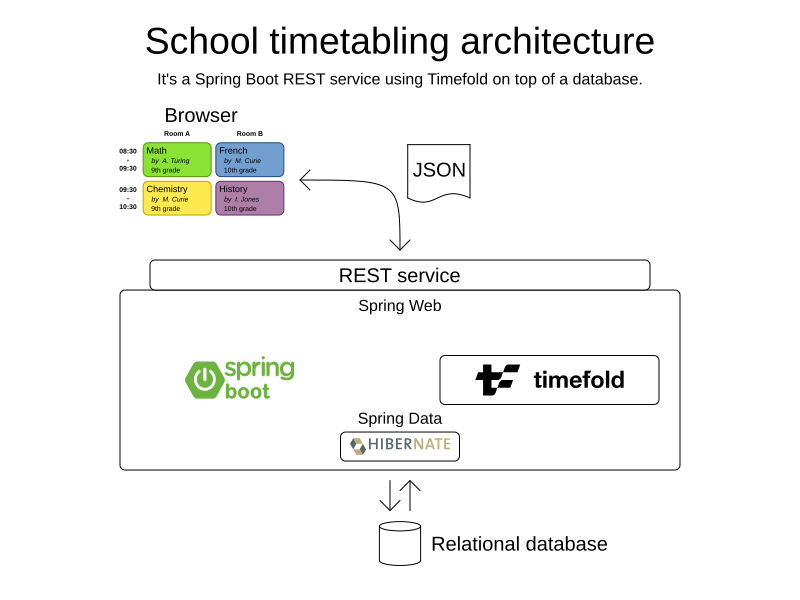 School timetabling architecture
It's a Spring Boot REST service using Timefold on top of a database.
Browser
Room A
Room B
08:30
-
09:30
Math
by A. Turing
9th grade
French
by M. Curie
10th grade
09:30
-
10:30
Chemistry
by M. Curie
9th grade
History
by I. Jones
10th grade
JSON
REST service
Spring Web
spring
boot
timefold
Spring Data
HIBERNATE
Relational database